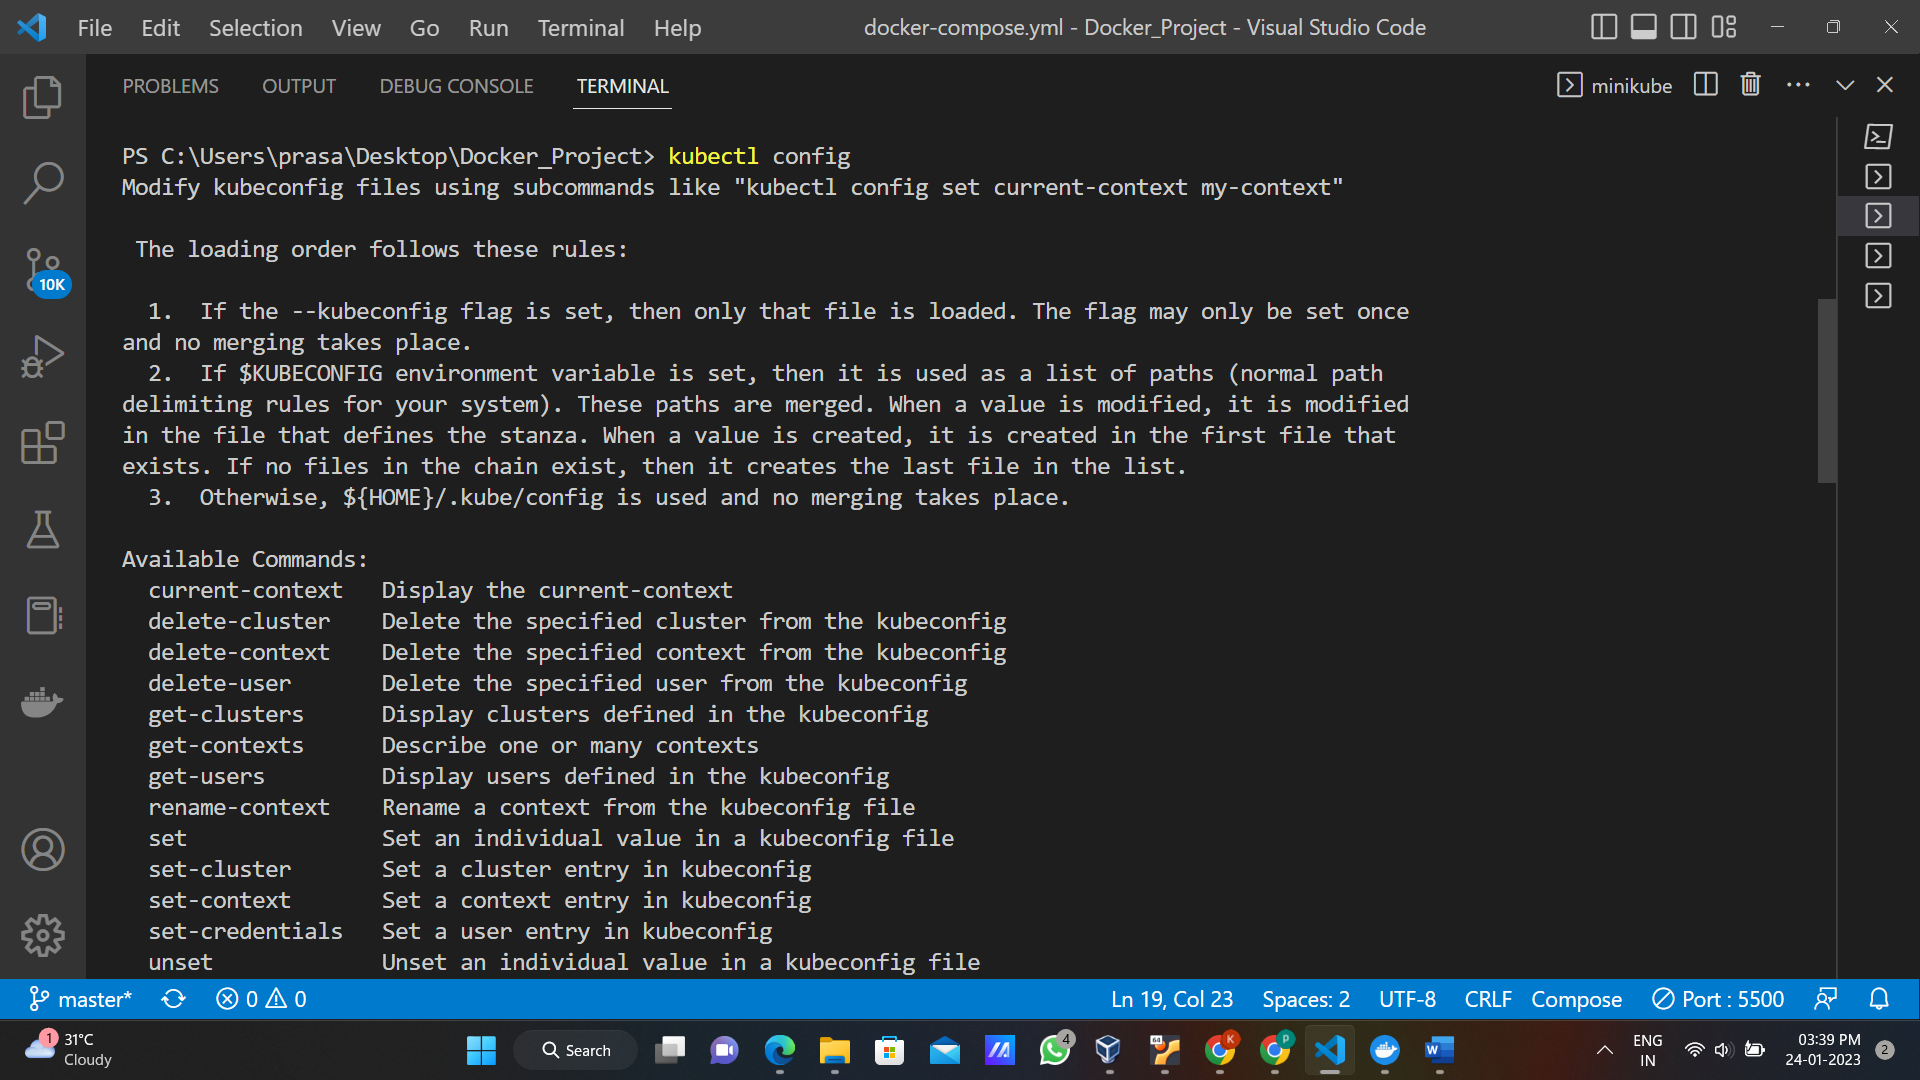 File Edit Selection View Go Run Terminal Help docker-compose.yml - Docker_Project - Visual Studio Code
PROBLEMS OUTPUT DEBUG CONSOLE TERMINAL minikube
PS C:\Users\prasa\Desktop\Docker_Project> kubectl config
Modify kubeconfig files using subcommands like "kubectl config set current-context my-context"
The loading order follows these rules:
1. If the --kubeconfig flag is set, then only that file is loaded. The flag may only be set once
and no merging takes place.
2. If $KUBECONFIG environment variable is set, then it is used as a list of paths (normal path
delimiting rules for your system). These paths are merged. When a value is modified, it is modified
in the file that defines the stanza. When a value is created, it is created in the first file that
exists. If no files in the chain exist, then it creates the last file in the list.
3. Otherwise, ${HOME}/.kube/config is used and no merging takes place.
Available Commands:
current-context Display the current-context
delete-cluster Delete the specified cluster from the kubeconfig
delete-context Delete the specified context from the kubeconfig
delete-user Delete the specified user from the kubeconfig
get-clusters Display clusters defined in the kubeconfig
get-contexts Describe one or many contexts
get-users Display users defined in the kubeconfig
rename-context Rename a context from the kubeconfig file
set Set an individual value in a kubeconfig file
set-cluster Set a cluster entry in kubeconfig
set-context Set a context entry in kubeconfig
set-credentials Set a user entry in kubeconfig
unset Unset an individual value in a kubeconfig file
10K
master* 0 0 Ln 19, Col 23 Spaces: 2 UTF-8 CRLF Compose Port : 5500
1 31°C
Cloudy
Search
64
4
K
P
W
ENG
IN
03:39 PM
24-01-2023
2